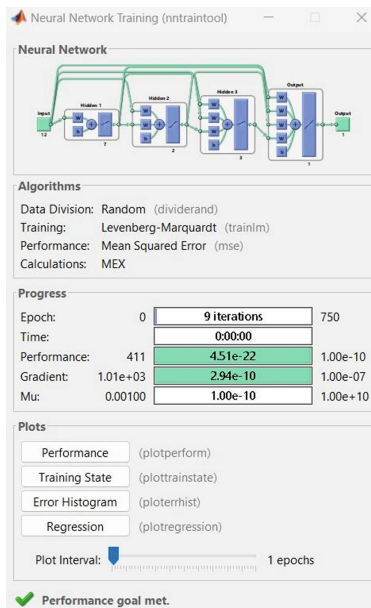 Neural Network Training (nntraintool)
Neural Network
Hidden 1
Hidden 2
Hidden 3
Output
Input
Output
W
b
12
7
2
3
1
1
Algorithms
Data Division: Random (dividerand)
Training: Levenberg-Marquardt (trainlm)
Performance: Mean Squared Error (mse)
Calculations: MEX
Progress
Epoch: 0 9 iterations 750
Time: 0:00:00
Performance: 411 4.51e-22 1.00e-10
Gradient: 1.01e+03 2.94e-10 1.00e-07
Mu: 0.00100 1.00e-10 1.00e+10
Plots
Performance (plotperform)
Training State (plottrainstate)
Error Histogram (ploterrhist)
Regression (plotregression)
Plot Interval: 1 epochs
Performance goal met.